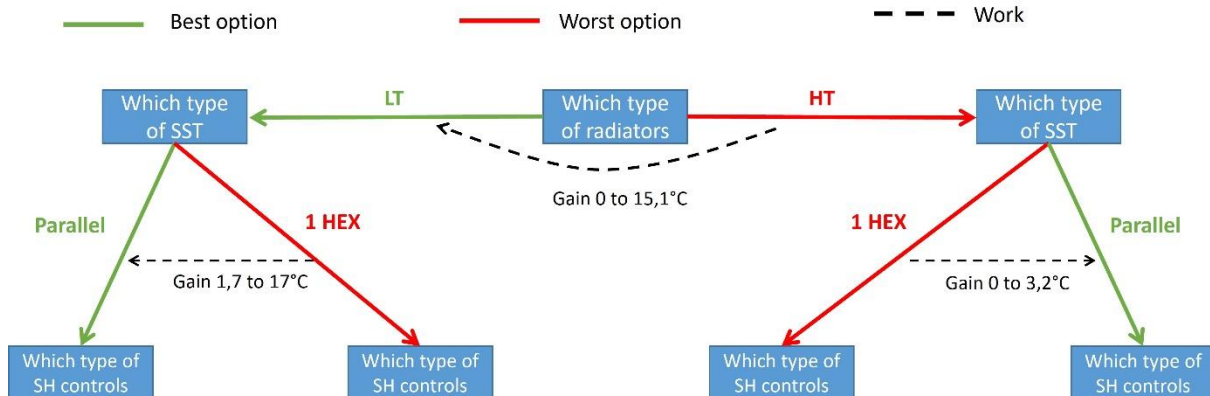 Best option
Worst option
Work
Which type
of SST
LT
Which type
of radiators
HT
Which type
of SST
Gain 0 to 15,1°C
Parallel
1 HEX
1 HEX
Parallel
Gain 1,7 to 17°C
Gain 0 to 3,2°C
Which type of
SH controls
Which type of
SH controls
Which type of
SH controls
Which type of
SH controls